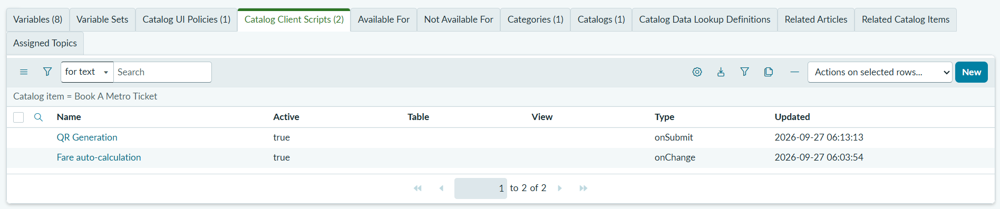 Variables (8) Variable Sets Catalog UI Policies (1) Catalog Client Scripts (2) Available For Not Available For Categories (1) Catalogs (1) Catalog Data Lookup Definitions Related Articles Related Catalog Items
Assigned Topics
for text Search Actions on selected rows... New
Catalog item = Book A Metro Ticket
Name Active Table View Type Updated
QR Generation true onSubmit 2026-09-27 06:13:13
Fare auto-calculation true onChange 2026-09-27 06:03:54
1 to 2 of 2